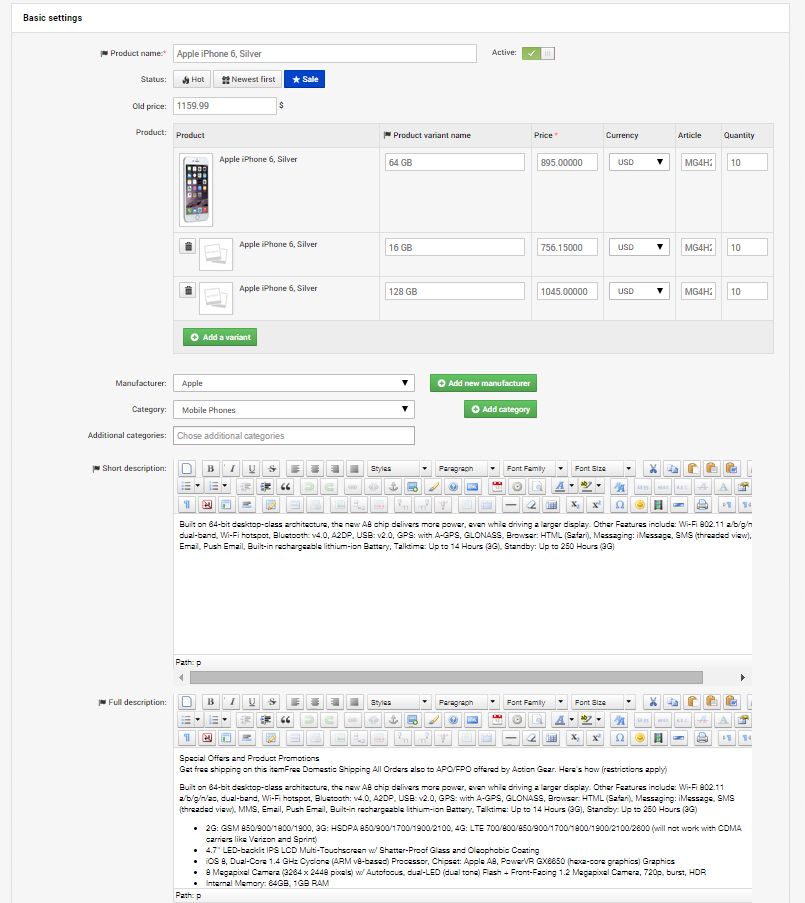 Basic settings
Product name:* Apple iPhone 6, Silver Active:
Status: Hot Newest first Sale
Old price: 1159.99 $
Product: Product Product variant name Price * Currency Article Quantity
Apple iPhone 6, Silver 64 GB 895.00000 USD MG4H2 10
Apple iPhone 6, Silver 16 GB 756.15000 USD MG4H2 10
Apple iPhone 6, Silver 128 GB 1045.00000 USD MG4H2 10
Add a variant
Manufacturer: Apple Add new manufacturer
Category: Mobile Phones Add category
Additional categories: Chose additional categories
Short description: B I U S Styles Paragraph Font Family Font Size
Built on 64-bit desktop-class architecture, the new A8 chip delivers more power, even while driving a larger display. Other Features include: Wi-Fi 802.11 a/b/g/n
dual-band, Wi-Fi hotspot, Bluetooth: v4.0, A2DP, USB: v2.0, GPS: with A-GPS, GLONASS, Browser: HTML (Safari), Messaging: iMessage, SMS (threaded view),
Email, Push Email, Built-in rechargeable lithium-ion Battery, Talktime: Up to 14 Hours (3G), Standby: Up to 250 Hours (3G)
Path: p
Full description: B I U S Styles Paragraph Font Family Font Size
Special Offers and Product Promotions
Get free shipping on this itemFree Domestic Shipping All Orders also to APO/FPO offered by Action Gear. Here's how (restrictions apply)
Built on 64-bit desktop-class architecture, the new A8 chip delivers more power, even while driving a larger display. Other Features include: Wi-Fi 802.11
a/b/g/n/ac, dual-band, Wi-Fi hotspot, Bluetooth: v4.0, A2DP, USB: v2.0, GPS: with A-GPS, GLONASS, Browser: HTML (Safari), Messaging: iMessage, SMS
(threaded view), MMS, Email, Push Email, Built-in rechargeable lithium-ion Battery, Talktime: Up to 14 Hours (3G), Standby: Up to 250 Hours (3G)
• 2G: GSM 850/900/1800/1900, 3G: HSDPA 850/900/1700/1900/2100, 4G: LTE 700/800/850/900/1700/1800/1900/2100/2600 (will not work with CDMA
carriers like Verizon and Sprint)
• 4.7" LED-backlit IPS LCD Multi-Touchscreen w/ Shatter-Proof Glass and Oleophobic Coating
• iOS 8, Dual-Core 1.4 GHz Cyclone (ARM v8-based) Processor, Chipset: Apple A8, PowerVR GX6650 (hexa-core graphics) Graphics
• 8 Megapixel Camera (3264 x 2448 pixels) w/ Autofocus, dual-LED (dual tone) Flash + Front-Facing 1.2 Megapixel Camera, 720p, burst, HDR
• Internal Memory: 64GB, 1GB RAM
Path: p